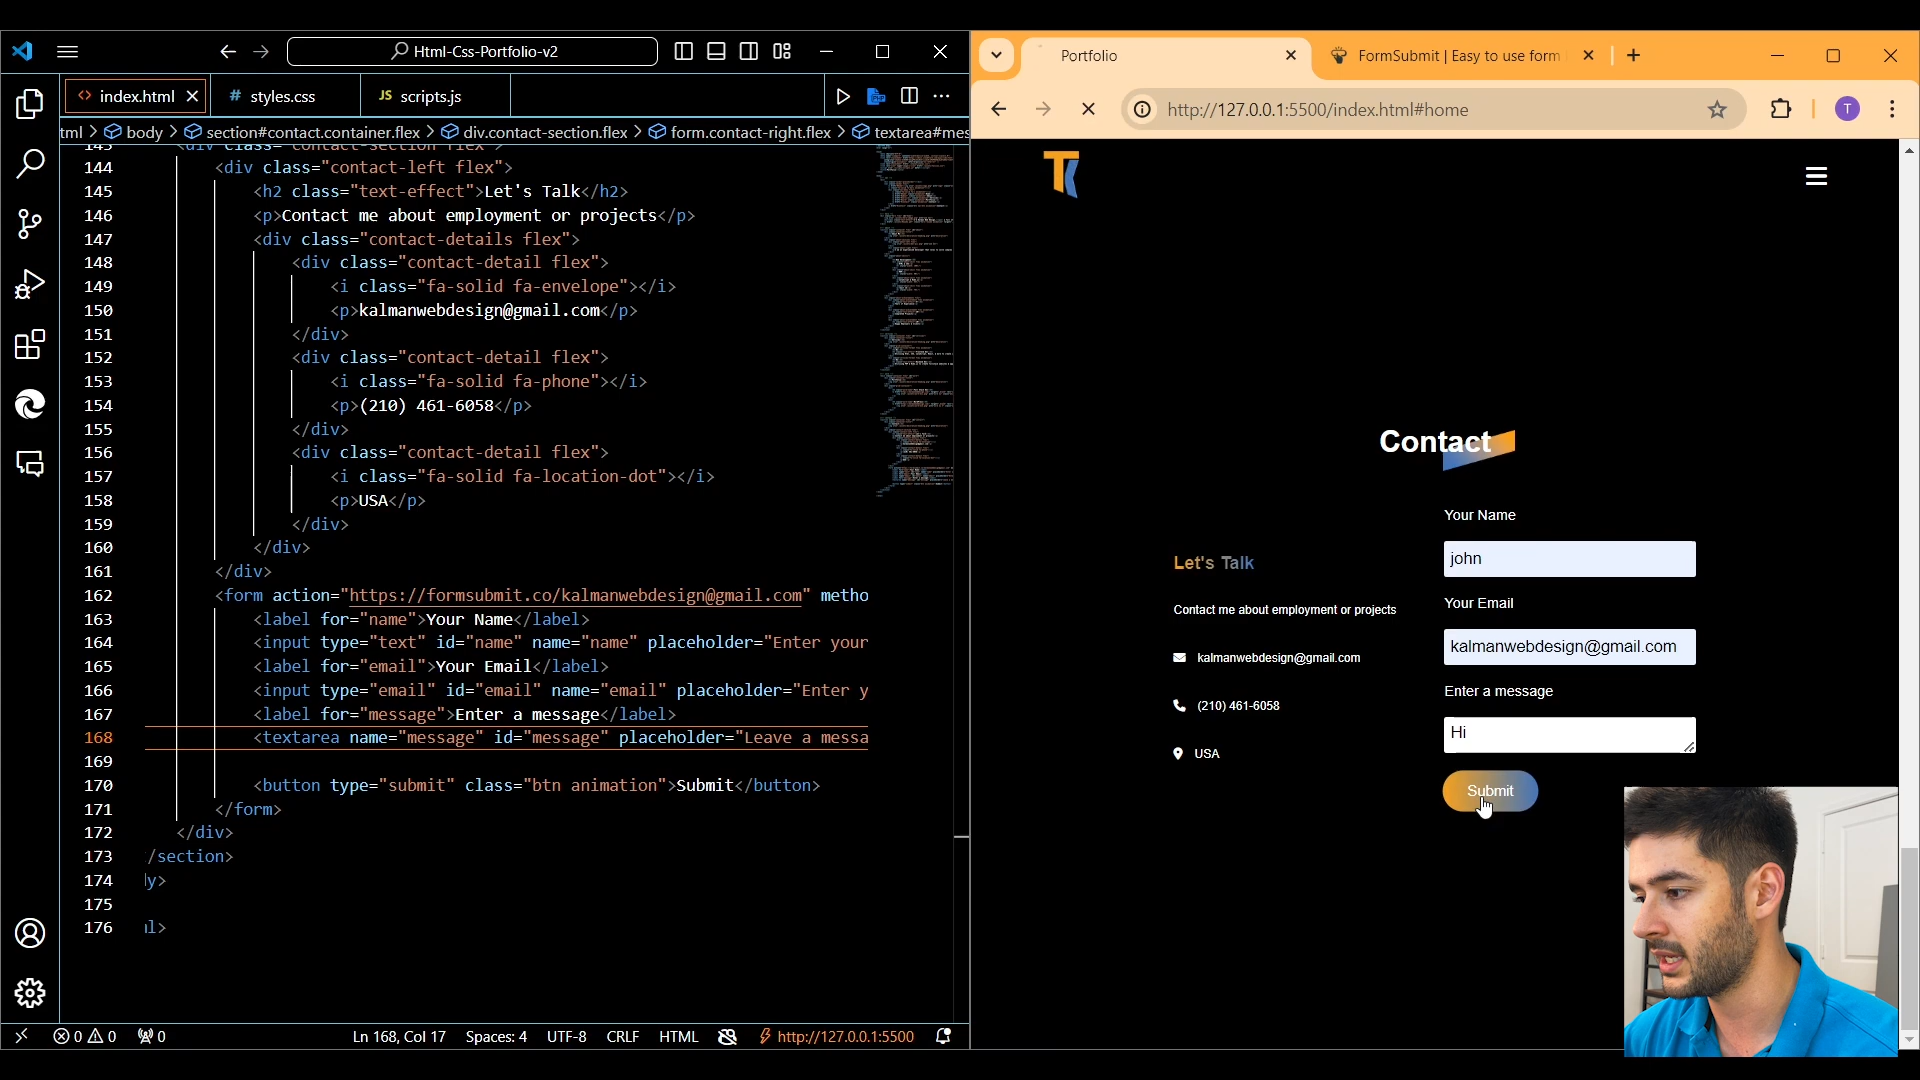 Html-Css-Portfolio-v2
index.html
# styles.css
JS scripts.js
tml > body > section#contact.container.flex > div.contact-section.flex > form.contact-right.flex > textarea#mes
143 <div class="contact-section flex">
144 <div class="contact-left flex">
145 <h2 class="text-effect">Let's Talk</h2>
146 <p>Contact me about employment or projects</p>
147 <div class="contact-details flex">
148 <div class="contact-detail flex">
149 <i class="fa-solid fa-envelope"></i>
150 <p>kalmanwebdesign@gmail.com</p>
151 </div>
152 <div class="contact-detail flex">
153 <i class="fa-solid fa-phone"></i>
154 <p>(210) 461-6058</p>
155 </div>
156 <div class="contact-detail flex">
157 <i class="fa-solid fa-location-dot"></i>
158 <p>USA</p>
159 </div>
160 </div>
161 </div>
162 <form action="https://formsubmit.co/kalmanwebdesign@gmail.com" metho
163 <label for="name">Your Name</label>
164 <input type="text" id="name" name="name" placeholder="Enter your
165 <label for="email">Your Email</label>
166 <input type="email" id="email" name="email" placeholder="Enter y
167 <label for="message">Enter a message</label>
168 <textarea name="message" id="message" placeholder="Leave a messa
169
170 <button type="submit" class="btn animation">Submit</button>
171 </form>
172 </div>
173 /section>
174 y>
175
176 l>
0 0 0
Ln 168, Col 17 Spaces: 4 UTF-8 CRLF HTML http://127.0.0.1:5500
Portfolio
FormSubmit | Easy to use form
http://127.0.0.1:5500/index.html#home
T
TK
Contact
Let's Talk
Contact me about employment or projects
kalmanwebdesign@gmail.com
(210) 461-6058
USA
Your Name
john
Your Email
kalmanwebdesign@gmail.com
Enter a message
Hi
Submit